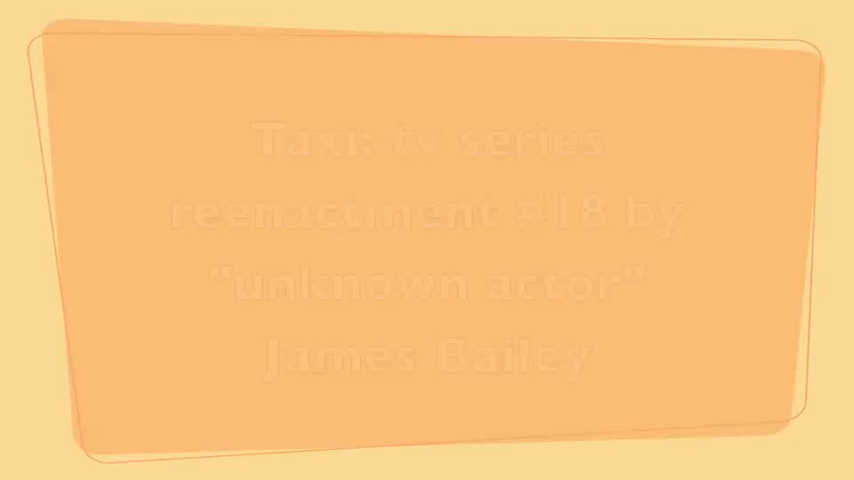 Taxi: tv series
reenactment #18 by
"unknown actor"
James Bailey